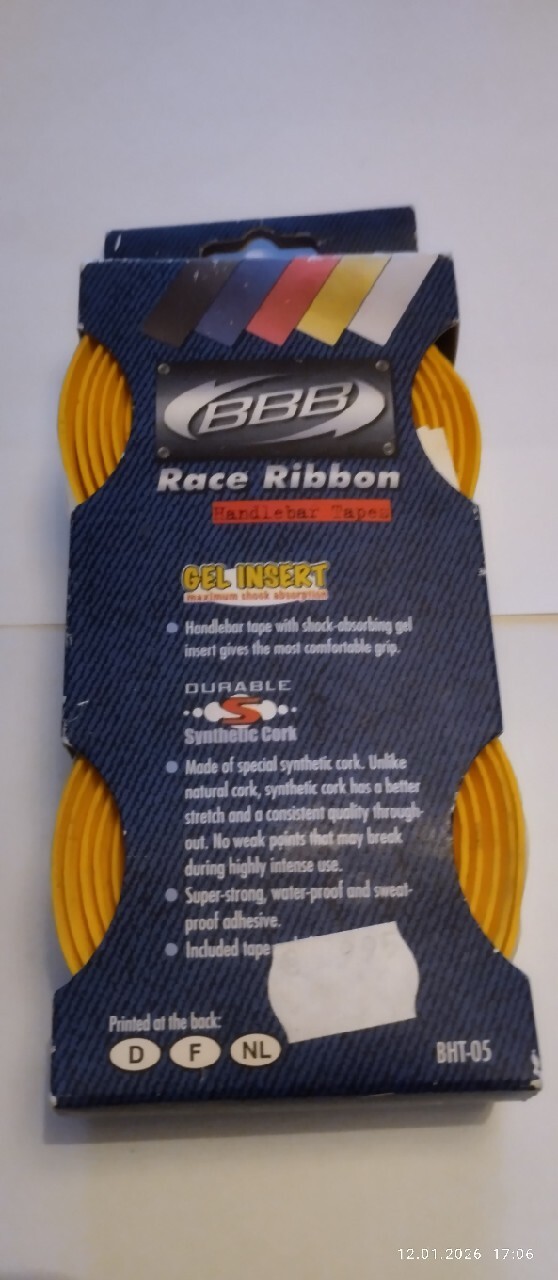 BBB
Race Ribbon
Handlebar Tapes
GEL INSERT
maximum shock absorption
Handlebar tape with shock-absorbing gel
insert gives the most comfortable grip.
DURABLE
S
Synthetic Cork
Made of special synthetic cork. Unlike
natural cork, synthetic cork has a better
stretch and a consistent quality through-
out. No weak points that may break
during highly intense use.
Super-strong, water-proof and sweat-
proof adhesive.
Included tape
Printed at the back:
D F NL
BHT-05
12.01.2026 17:06